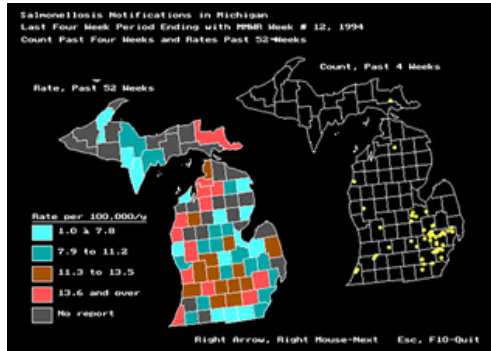 Salmonellosis Notifications in Michigan
Last Four Week Period Ending with MMWR Week # 12, 1994
Count Past Four Weeks and Rates Past 52 Weeks
Count, Past 4 Weeks
Rate, Past 52 Weeks
Rate per 100,000/y
1.0 à 7.8
7.9 to 11.2
11.3 to 13.5
13.6 and over
No report
Right Arrow, Right Mouse-Next Esc, F10-Quit